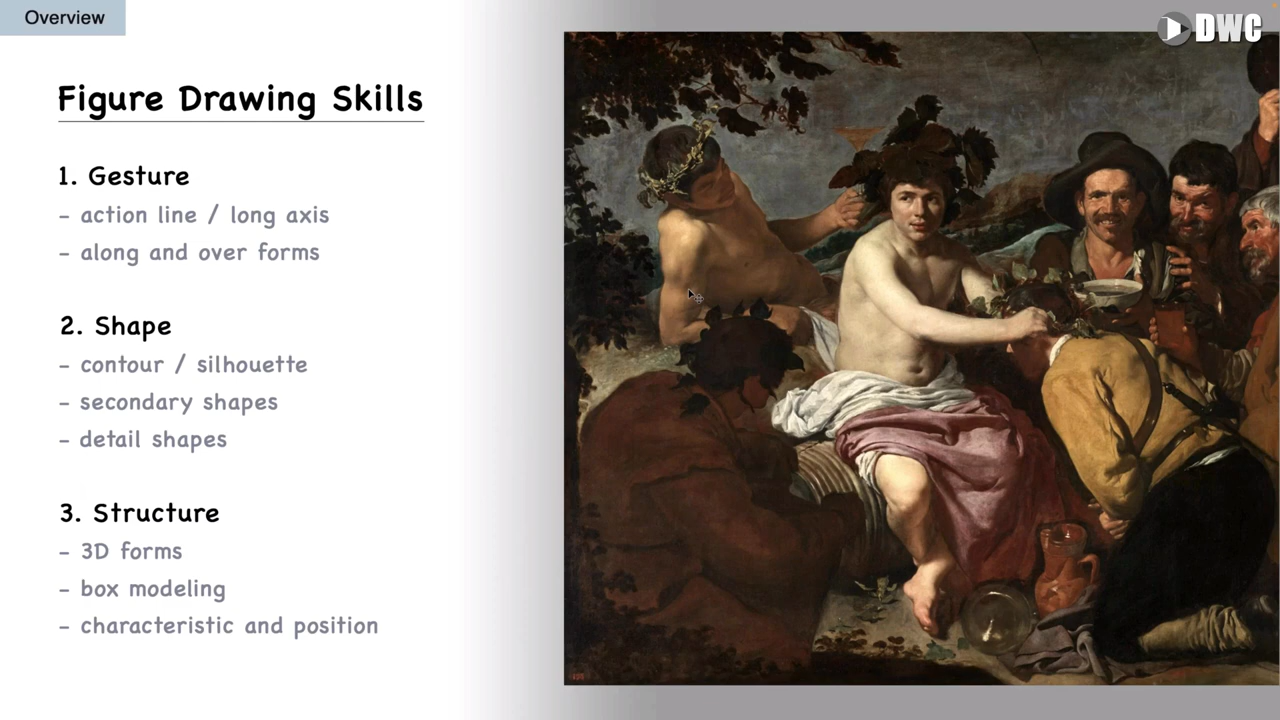 Overview
DWC
Figure Drawing Skills
1. Gesture
- action line / long axis
- along and over forms
2. Shape
- contour / silhouette
- secondary shapes
- detail shapes
3. Structure
- 3D forms
- box modeling
- characteristic and position